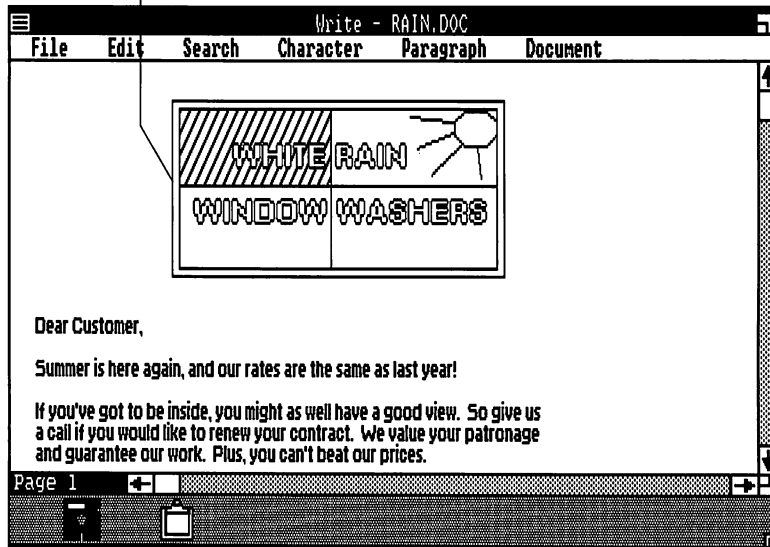 Write - RAIN.DOC
File Edit Search Character Paragraph Document
WHITE RAIN
WINDOW WASHERS
Dear Customer,
Summer is here again, and our rates are the same as last year!
If you've got to be inside, you might as well have a good view. So give us
a call if you would like to renew your contract. We value your patronage
and guarantee our work. Plus, you can't beat our prices.
Page 1